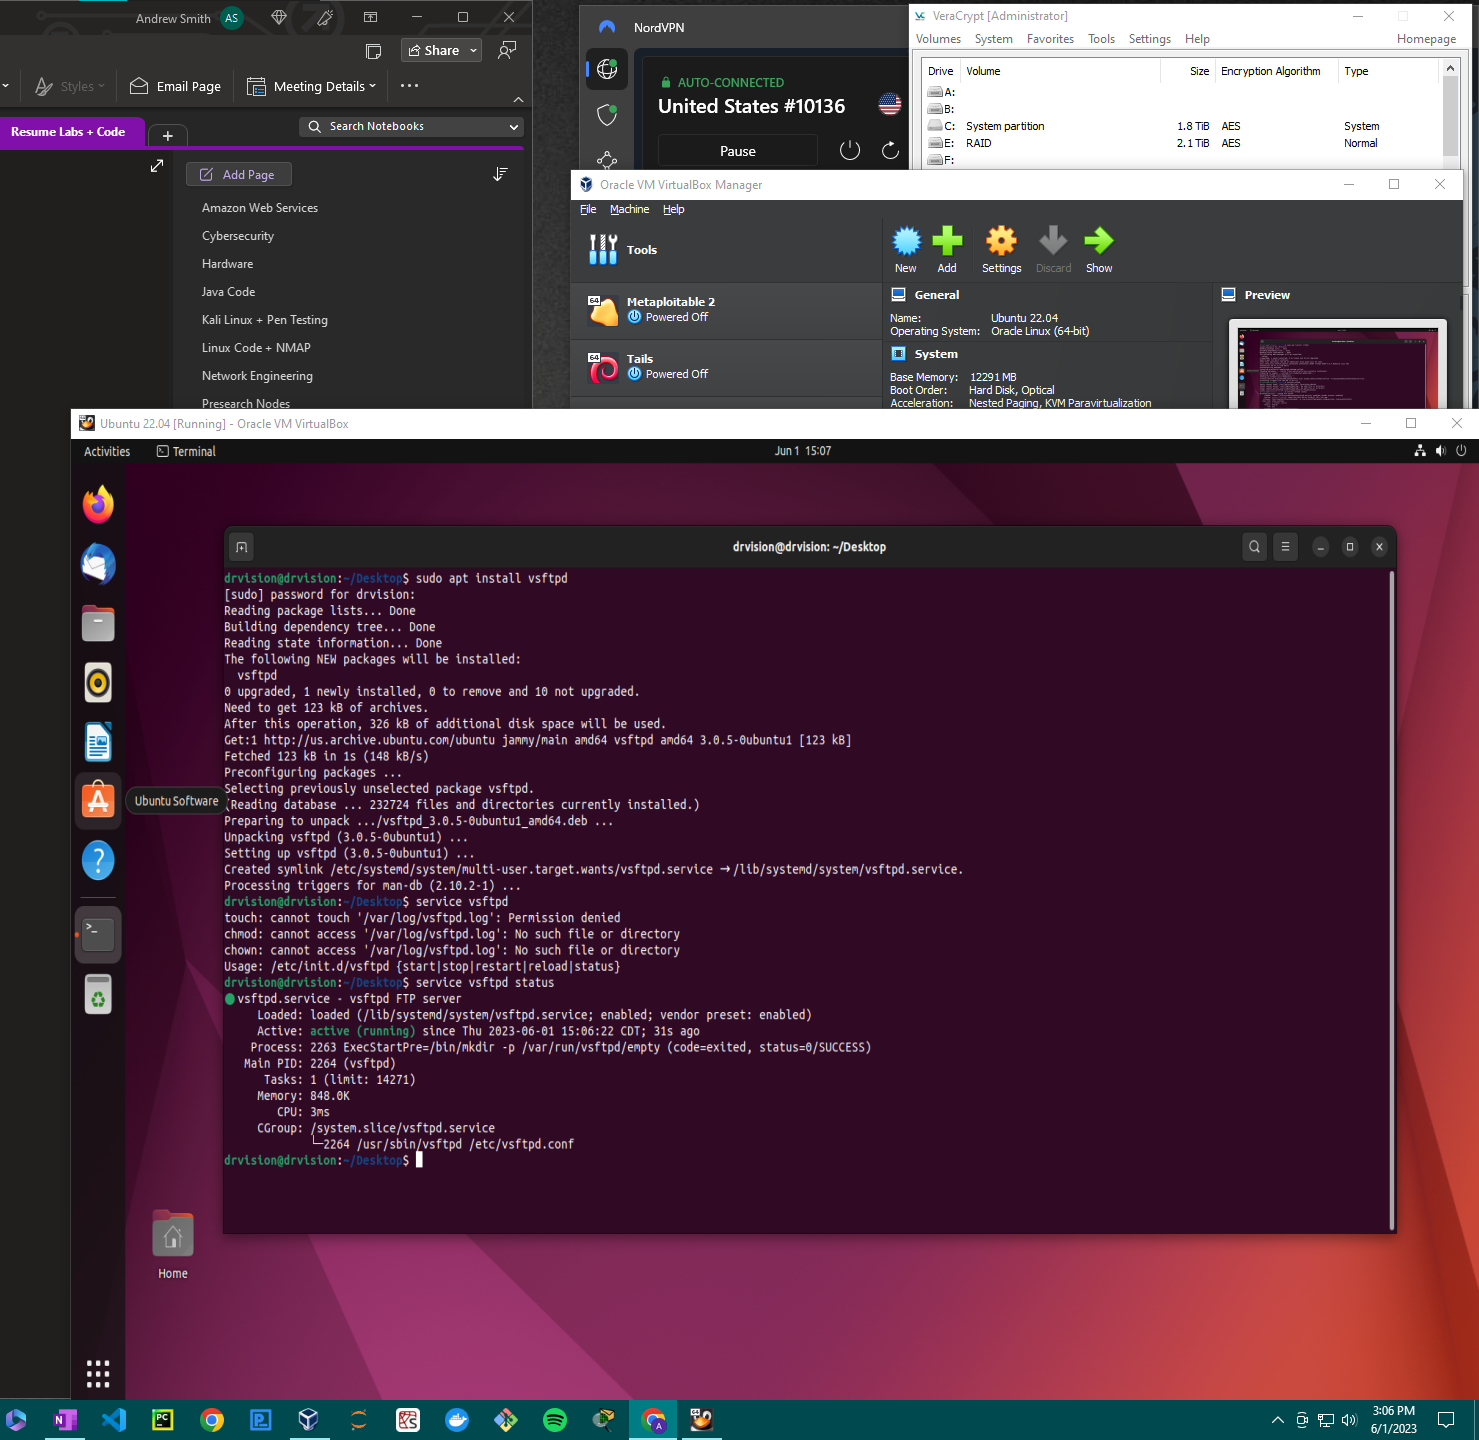 Andrew Smith AS
Share
Styles
Email Page
Meeting Details
Resume Labs + Code
Search Notebooks
Add Page
Amazon Web Services
Cybersecurity
Hardware
Java Code
Kali Linux + Pen Testing
Linux Code + NMAP
Network Engineering
Presearch Nodes
NordVPN
AUTO-CONNECTED
United States #10136
Pause
VeraCrypt [Administrator]
Volumes System Favorites Tools Settings Help Homepage
Drive Volume Size Encryption Algorithm Type
A:
B:
C: System partition 1.8 TiB AES System
E: RAID 2.1 TiB AES Normal
F:
Oracle VM VirtualBox Manager
File Machine Help
Tools
New Add Settings Discard Show
64 Metaploitable 2
Powered Off
64 Tails
Powered Off
General
Name: Ubuntu 22.04
Operating System: Oracle Linux (64-bit)
System
Base Memory: 12291 MB
Boot Order: Hard Disk, Optical
Acceleration: Nested Paging, KVM Paravirtualization
Preview
Ubuntu 22.04 [Running] - Oracle VM VirtualBox
Activities Terminal Jun 1 15:07
drvision@drvision: ~/Desktop
drvision@drvision:~/Desktop$ sudo apt install vsftpd
[sudo] password for drvision:
Reading package lists... Done
Building dependency tree... Done
Reading state information... Done
The following NEW packages will be installed:
vsftpd
0 upgraded, 1 newly installed, 0 to remove and 10 not upgraded.
Need to get 123 kB of archives.
After this operation, 326 kB of additional disk space will be used.
Get:1 http://us.archive.ubuntu.com/ubuntu jammy/main amd64 vsftpd amd64 3.0.5-0ubuntu1 [123 kB]
Fetched 123 kB in 1s (148 kB/s)
Preconfiguring packages ...
Selecting previously unselected package vsftpd.
(Reading database ... 232724 files and directories currently installed.)
Preparing to unpack .../vsftpd_3.0.5-0ubuntu1_amd64.deb ...
Unpacking vsftpd (3.0.5-0ubuntu1) ...
Setting up vsftpd (3.0.5-0ubuntu1) ...
Created symlink /etc/systemd/system/multi-user.target.wants/vsftpd.service → /lib/systemd/system/vsftpd.service.
Processing triggers for man-db (2.10.2-1) ...
drvision@drvision:~/Desktop$ service vsftpd
touch: cannot touch '/var/log/vsftpd.log': Permission denied
chmod: cannot access '/var/log/vsftpd.log': No such file or directory
chown: cannot access '/var/log/vsftpd.log': No such file or directory
Usage: /etc/init.d/vsftpd {start|stop|restart|reload|status}
drvision@drvision:~/Desktop$ service vsftpd status
● vsftpd.service - vsftpd FTP server
Loaded: loaded (/lib/systemd/system/vsftpd.service; enabled; vendor preset: enabled)
Active: active (running) since Thu 2023-06-01 15:06:22 CDT; 31s ago
Process: 2263 ExecStartPre=/bin/mkdir -p /var/run/vsftpd/empty (code=exited, status=0/SUCCESS)
Main PID: 2264 (vsftpd)
Tasks: 1 (limit: 14271)
Memory: 848.0K
CPU: 3ms
CGroup: /system.slice/vsftpd.service
└─2264 /usr/sbin/vsftpd /etc/vsftpd.conf
drvision@drvision:~/Desktop$
Ubuntu Software
Home
3:06 PM
6/1/2023